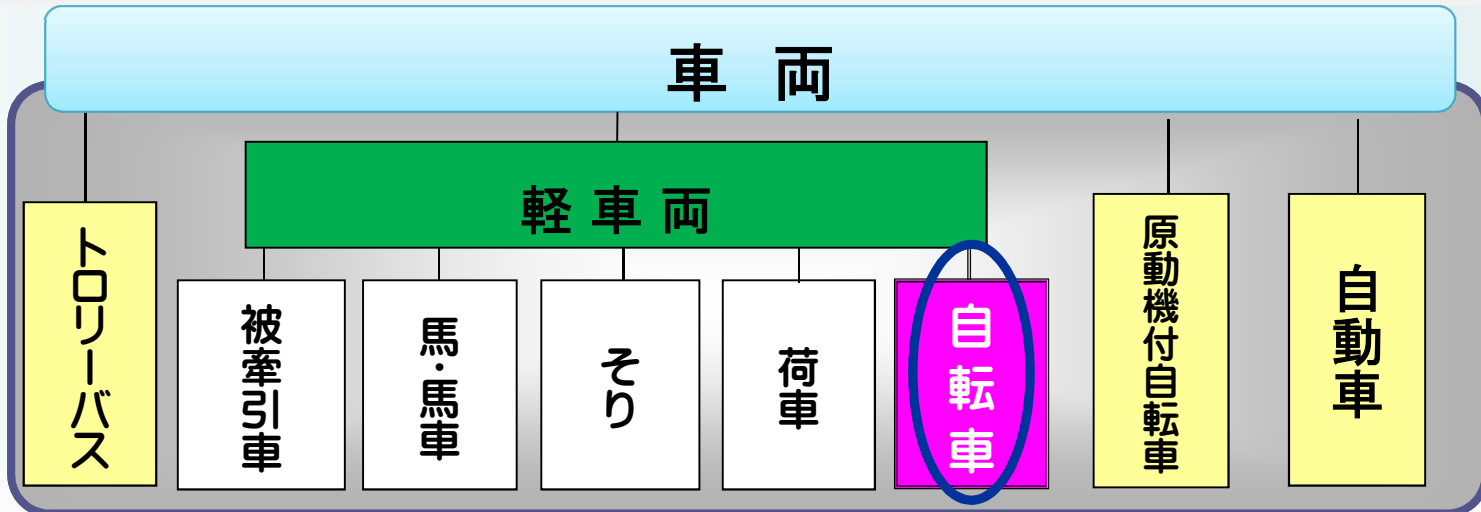 車両
軽車両
トロリーバス
被牽引車
馬・馬車
そり
荷車
自転車
原動機付自転車
自動車